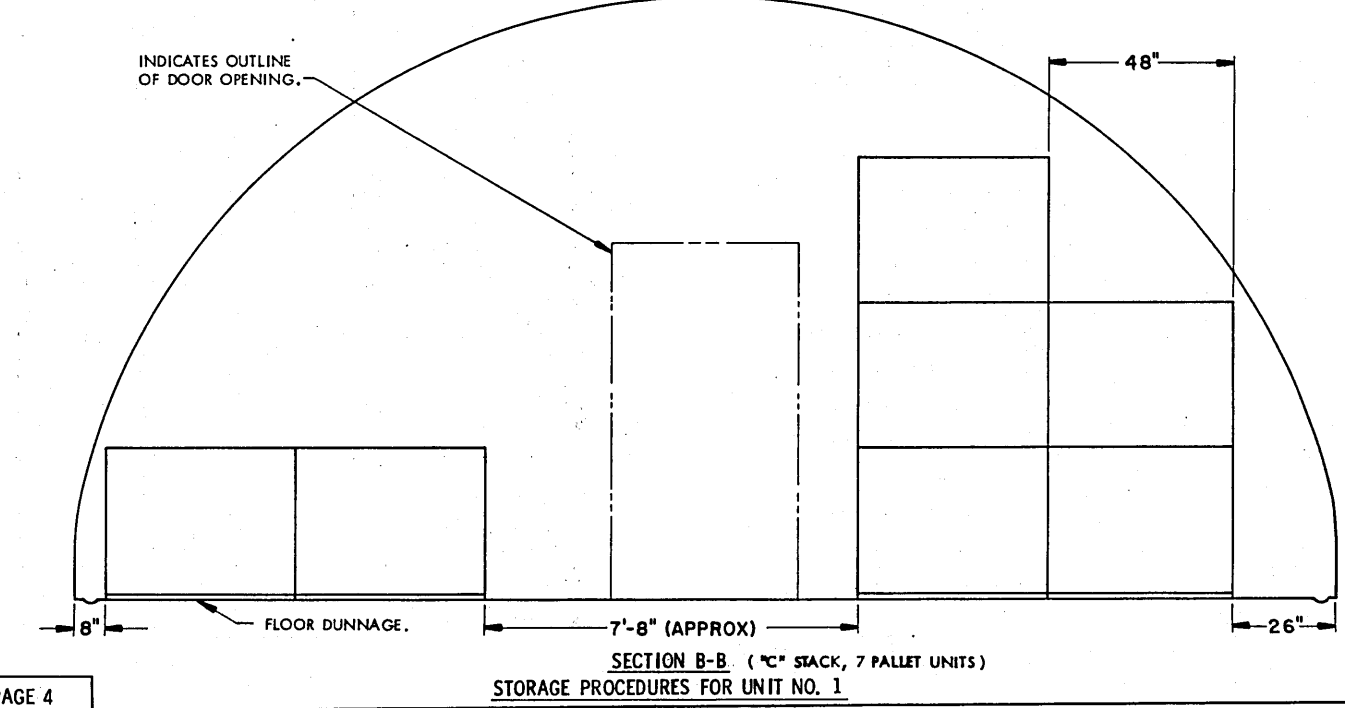 INDICATES OUTLINE
OF DOOR OPENING.
48"
8"
FLOOR DUNNAGE.
7'-8" (APPROX)
26"
SECTION B-B ("C" STACK, 7 PALLET UNITS)
STORAGE PROCEDURES FOR UNIT NO. 1
AGE 4